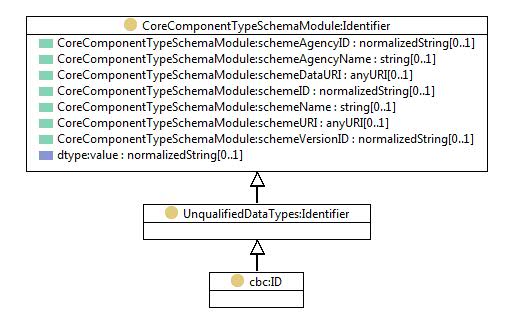 CoreComponentTypeSchemaModule:Identifier
CoreComponentTypeSchemaModule:schemeAgencyID : normalizedString[0..1]
CoreComponentTypeSchemaModule:schemeAgencyName : string[0..1]
CoreComponentTypeSchemaModule:schemeDataURI : anyURI[0..1]
CoreComponentTypeSchemaModule:schemeID : normalizedString[0..1]
CoreComponentTypeSchemaModule:schemeName : string[0..1]
CoreComponentTypeSchemaModule:schemeURI : anyURI[0..1]
CoreComponentTypeSchemaModule:schemeVersionID : normalizedString[0..1]
dtype:value : normalizedString[0..1]
UnqualifiedDataTypes:Identifier
cbc:ID